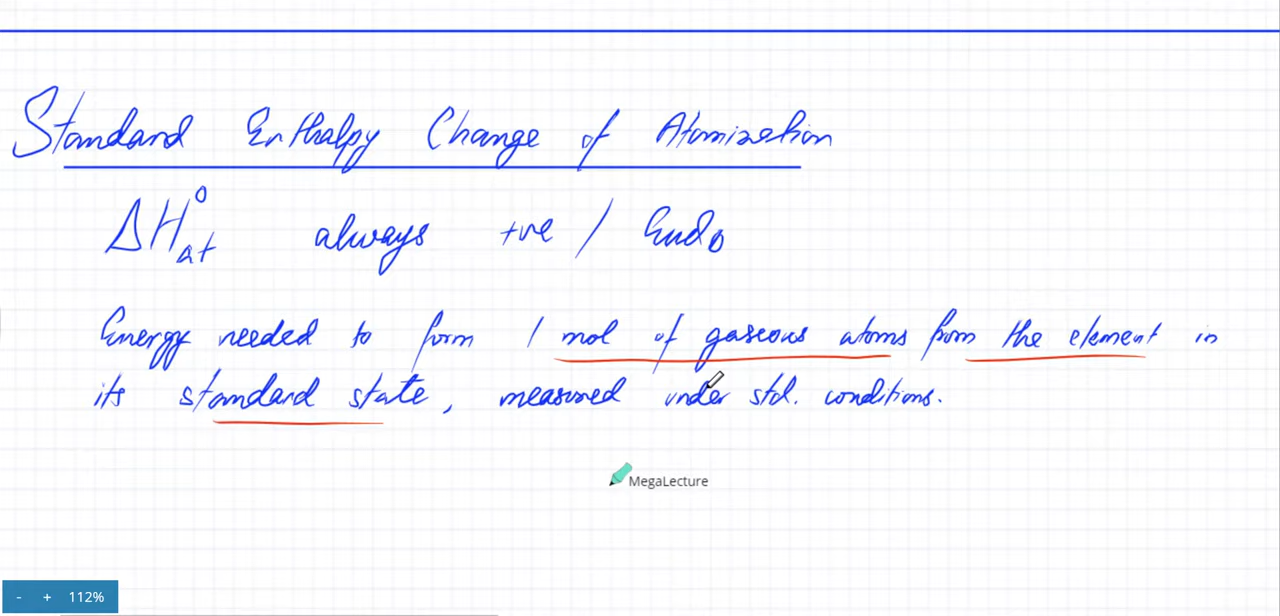 Standard Enthalpy Change of Atomization
ΔH°at always +ve / Endo
Energy needed to form 1 mol of gaseous atoms from the element in
its standard state, measured under std. conditions.
MegaLecture
- + 112%